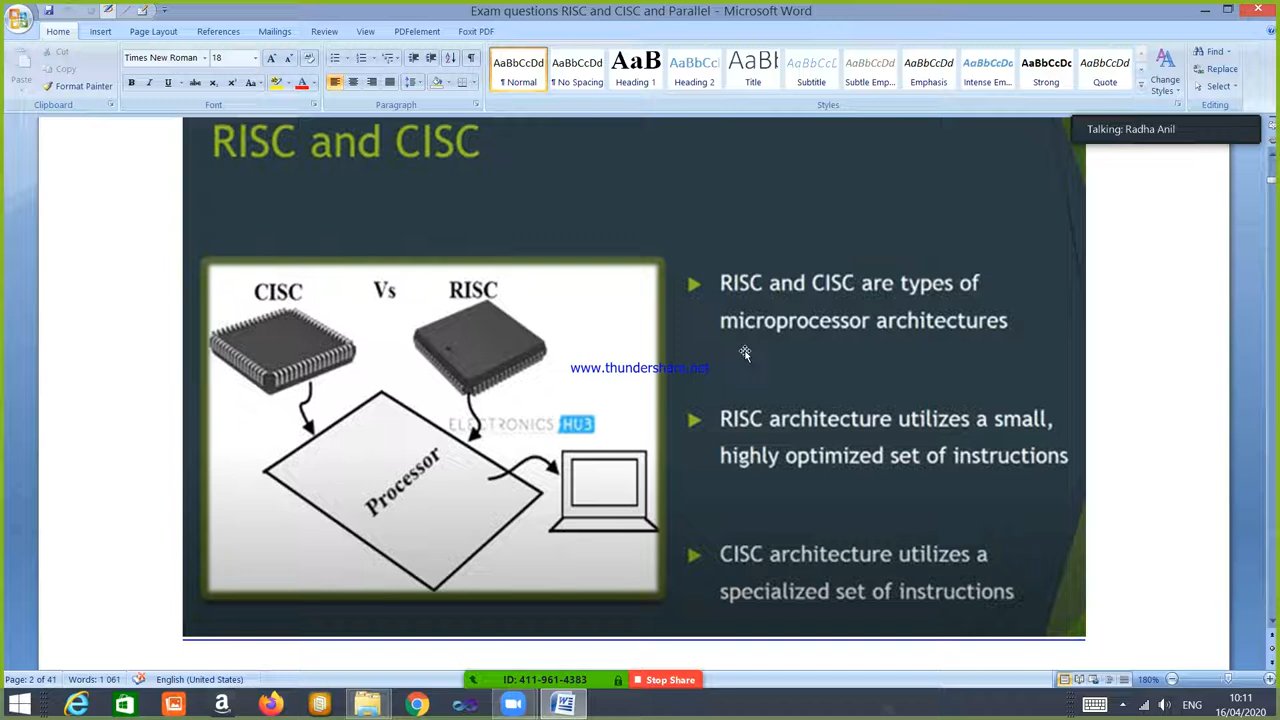 Exam questions RISC and CISC and Parallel - Microsoft Word
Home Insert Page Layout References Mailings Review View PDFelement Foxit PDF
Paste
Cut
Copy
Format Painter
Clipboard
Times New Roman 18
Font
Paragraph
AaBbCcDd AaBbCcDd AaB AaBbCc AaB AaBbCcL AaBbCcDd AaBbCcDd AaBbCcDd AaBbCcDd AaBbCcDd
¶ Normal ¶ No Spacing Heading 1 Heading 2 Title Subtitle Subtle Emp... Emphasis Intense Em... Strong Quote
Styles
Change Styles
Find
Replace
Select
Editing
Talking: Radha Anil
RISC and CISC
CISC Vs RISC
ELECTRONICS HUB
Processor
RISC and CISC are types of
microprocessor architectures
www.thundershare.net
RISC architecture utilizes a small,
highly optimized set of instructions
CISC architecture utilizes a
specialized set of instructions
Page: 2 of 41 Words: 1 061 English (United States)
ID: 411-961-4383 Stop Share
180%
ENG
10:11
16/04/2020